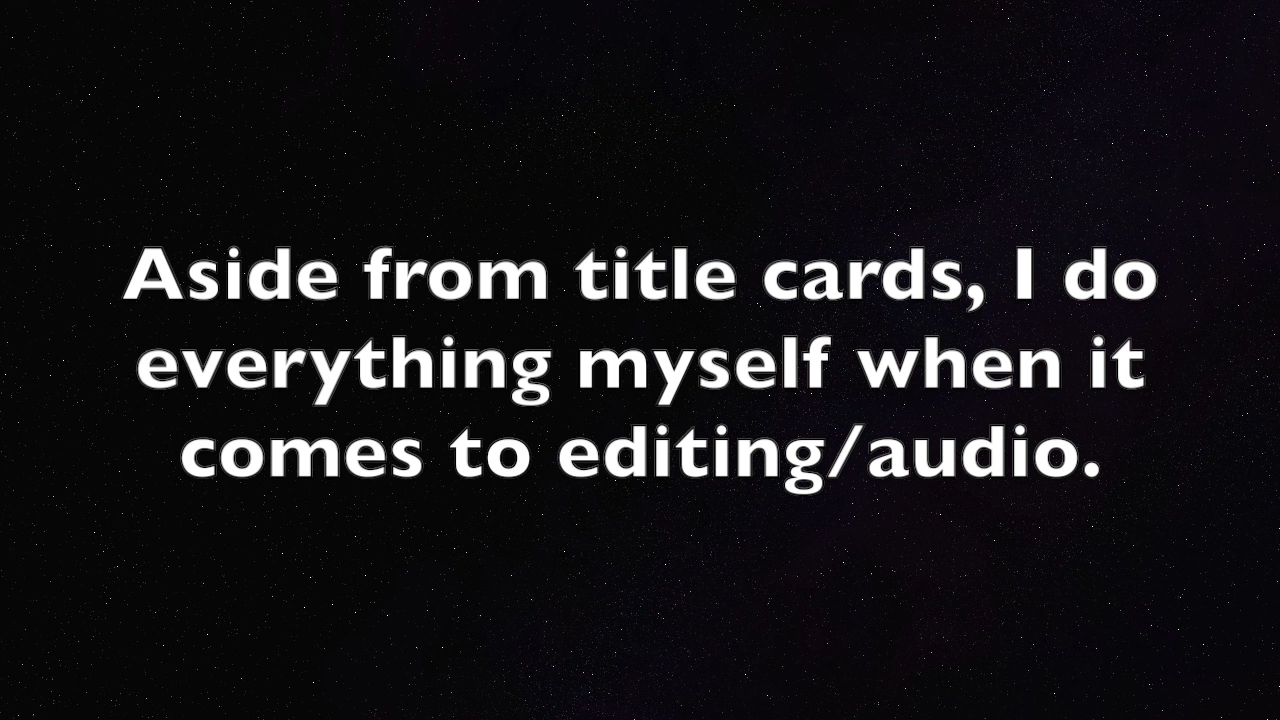 Aside from title cards, I do
everything myself when it
comes to editing/audio.